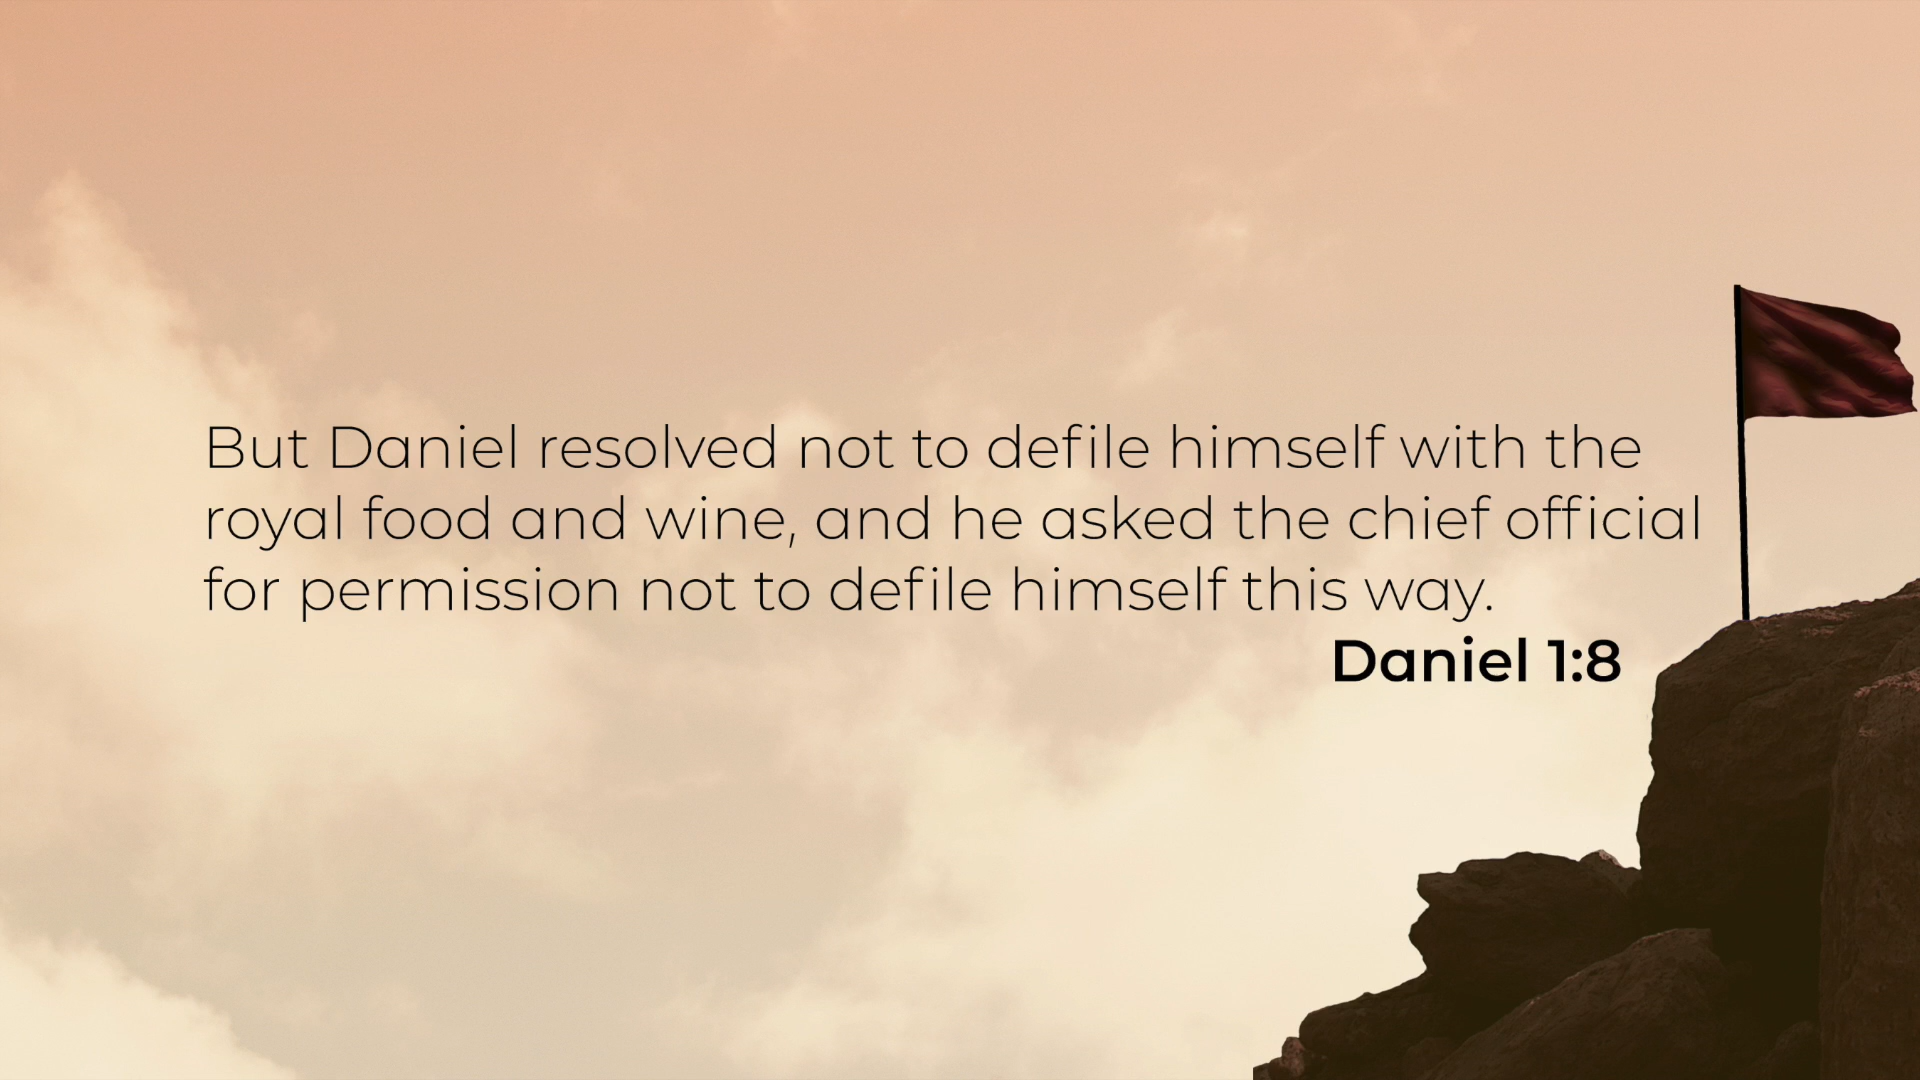 But Daniel resolved not to defile himself with the
royal food and wine, and he asked the chief official
for permission not to defile himself this way.
Daniel 1:8